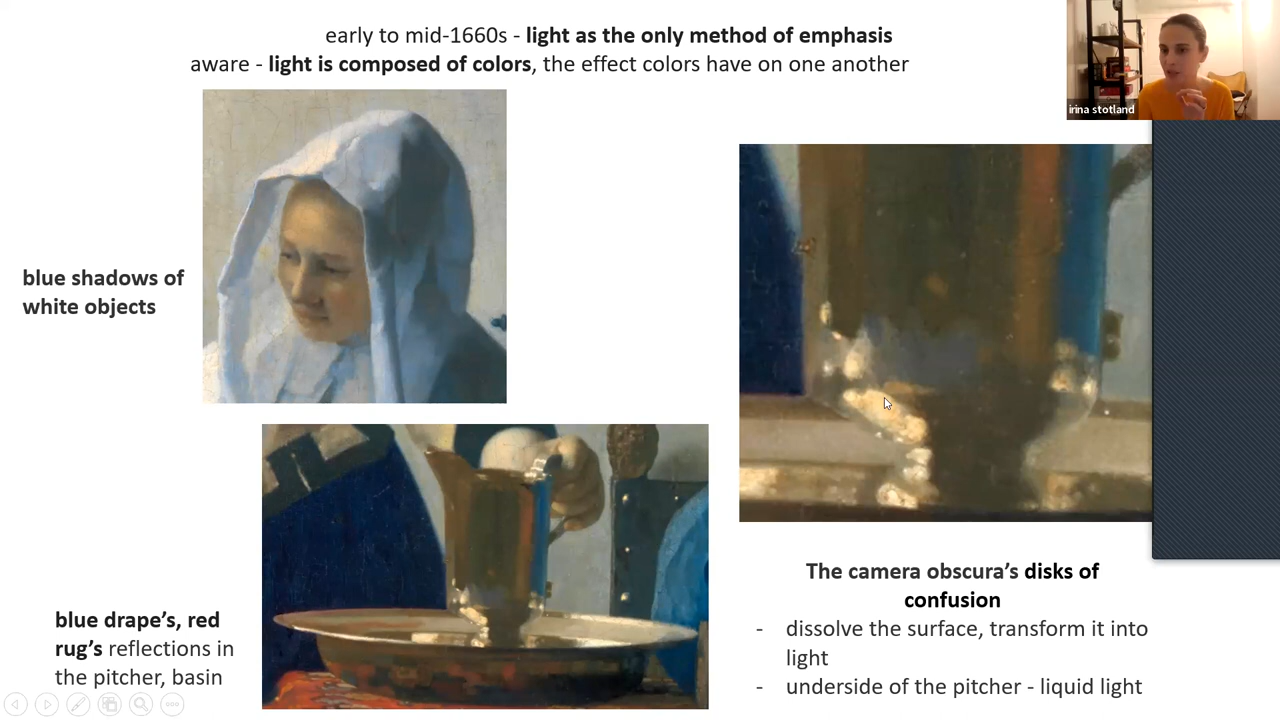 early to mid-1660s - light as the only method of emphasis
aware - light is composed of colors, the effect colors have on one another
irina stotland
blue shadows of
white objects
blue drape's, red
rug's reflections in
the pitcher, basin
The camera obscura's disks of
confusion
- dissolve the surface, transform it into
light
- underside of the pitcher - liquid light